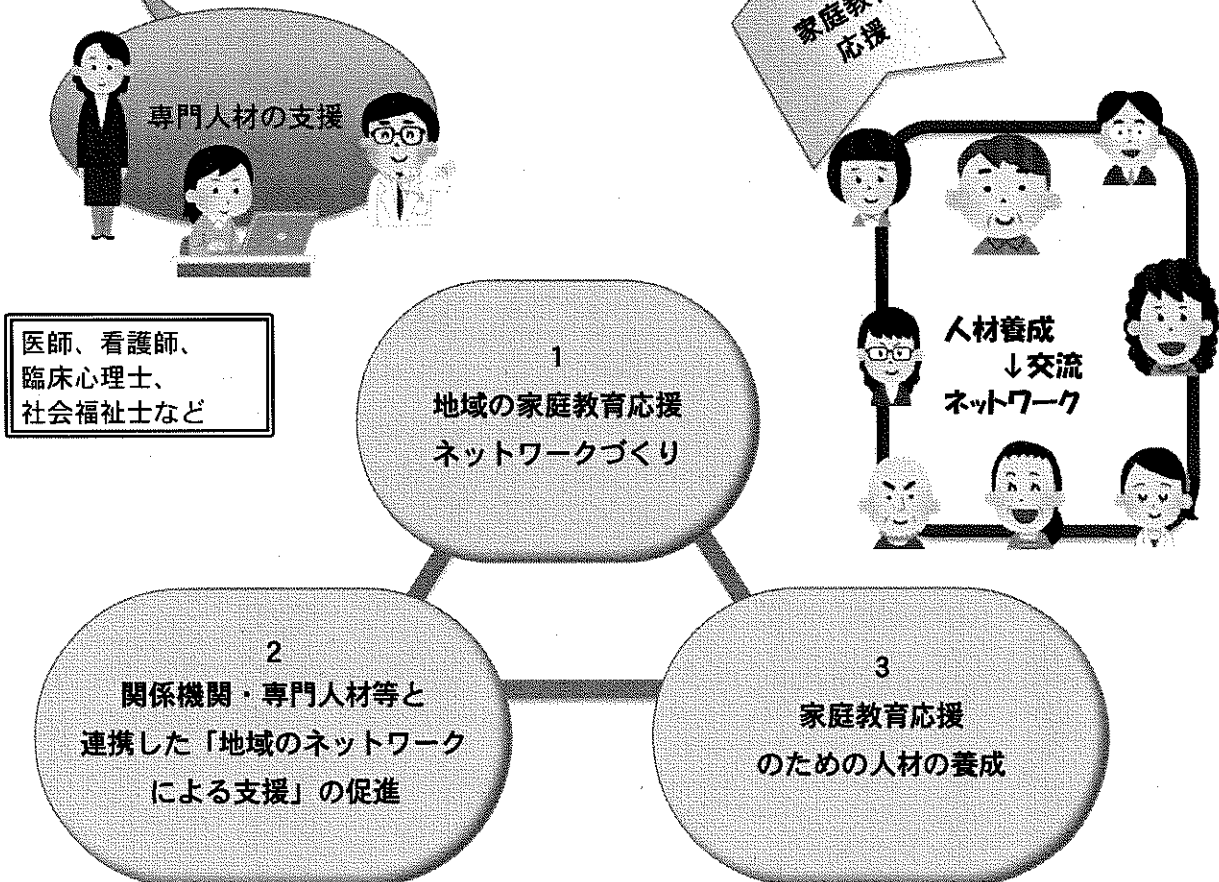 専門人材の支援
家庭教
応援
医師、看護師、
臨床心理士、
社会福祉士など
人材養成
↓交流
ネットワーク
1
地域の家庭教育応援
ネットワークづくり
2
関係機関・専門人材等と
連携した「地域のネットワーク
による支援」の促進
3
家庭教育応援
のための人材の養成